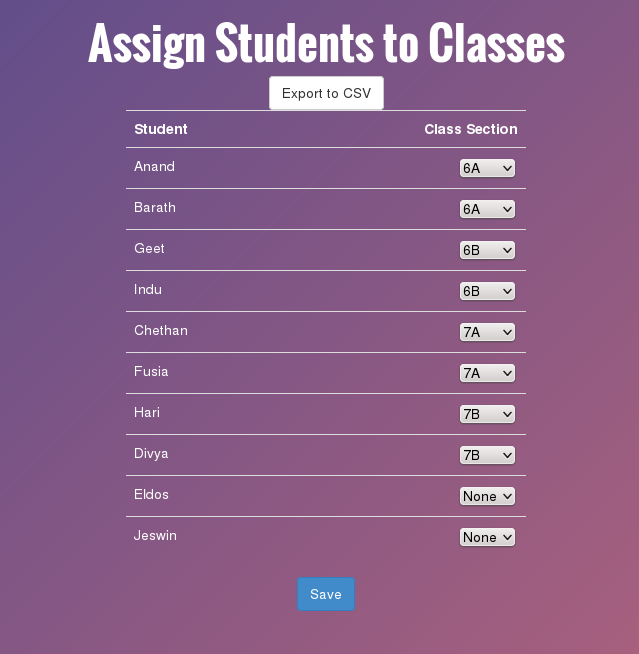 Assign Students to Classes
Export to CSV
Student Class Section
Anand 6A
Barath 6A
Geet 6B
Indu 6B
Chethan 7A
Fusia 7A
Hari 7B
Divya 7B
Eldos None
Jeswin None
Save